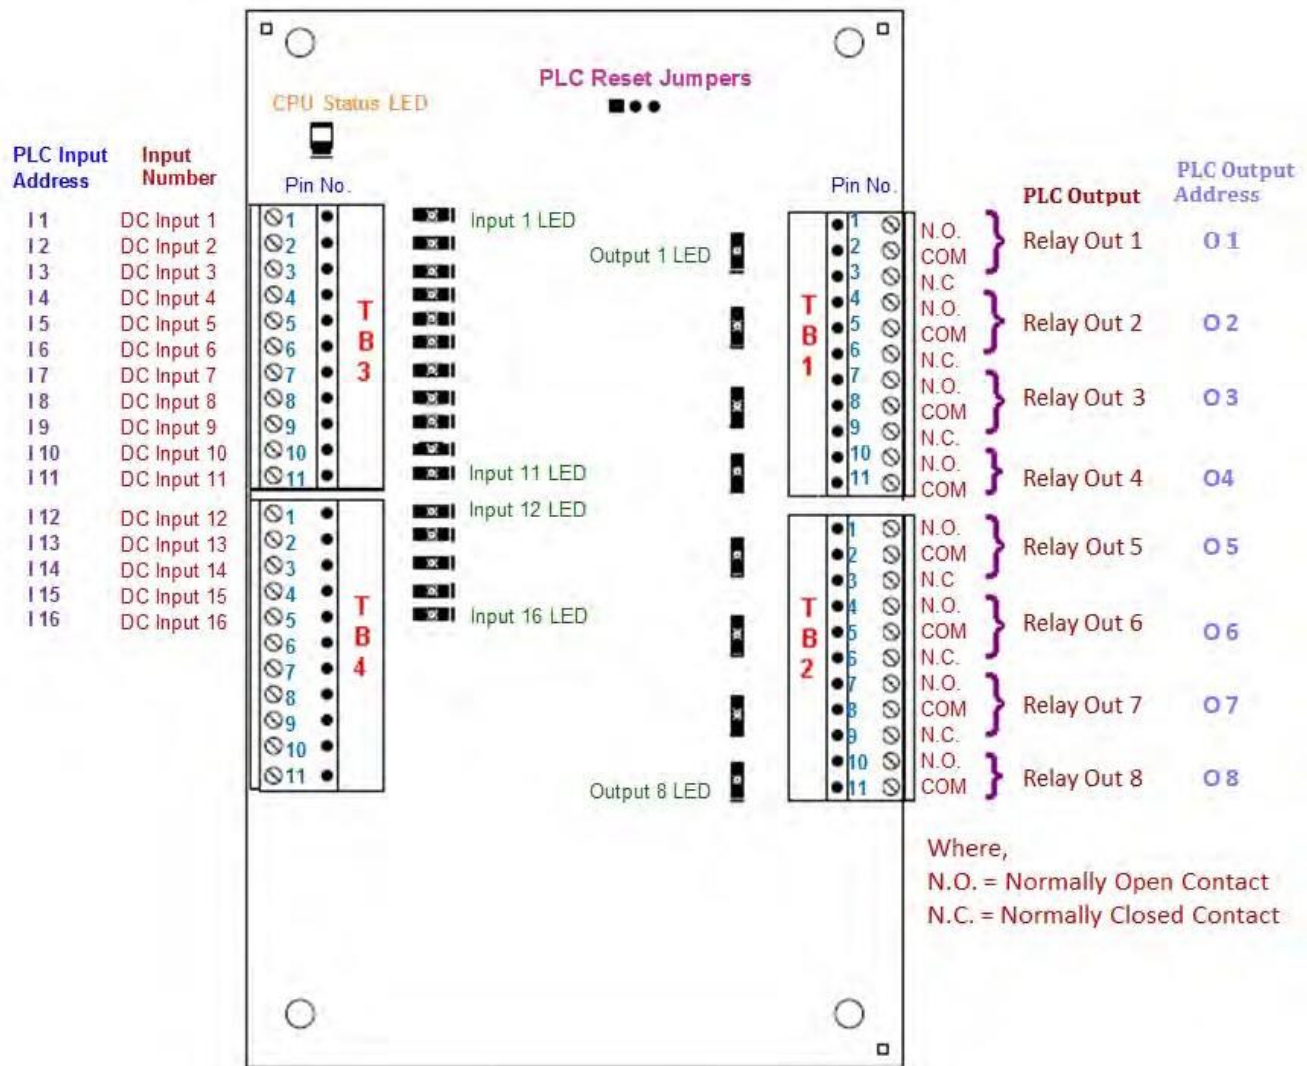 PLC Reset Jumpers
CPU Status LED
PLC Input Address
Input Number
Pin No.
I 1 DC Input 1 1
I 2 DC Input 2 2
I 3 DC Input 3 3
I 4 DC Input 4 4
I 5 DC Input 5 5
I 6 DC Input 6 6
I 7 DC Input 7 7
I 8 DC Input 8 8
I 9 DC Input 9 9
I 10 DC Input 10 10
I 11 DC Input 11 11
TB3
I 12 DC Input 12 1
I 13 DC Input 13 2
I 14 DC Input 14 3
I 15 DC Input 15 4
I 16 DC Input 16 5
6
7
8
9
10
11
TB4
Input 1 LED
Input 11 LED
Input 12 LED
Input 16 LED
Output 1 LED
Output 8 LED
Pin No.
PLC Output
PLC Output Address
TB1
1 N.O.
2 COM
3 N.C
Relay Out 1 O 1
4 N.O.
5 COM
6 N.C.
Relay Out 2 O 2
7 N.O.
8 COM
9 N.C.
Relay Out 3 O 3
10 N.O.
11 COM
Relay Out 4 O4
TB2
1 N.O.
2 COM
3 N.C
Relay Out 5 O 5
4 N.O.
5 COM
6 N.C.
Relay Out 6 O 6
7 N.O.
8 COM
9 N.C.
Relay Out 7 O 7
10 N.O.
11 COM
Relay Out 8 O 8
Where,
N.O. = Normally Open Contact
N.C. = Normally Closed Contact